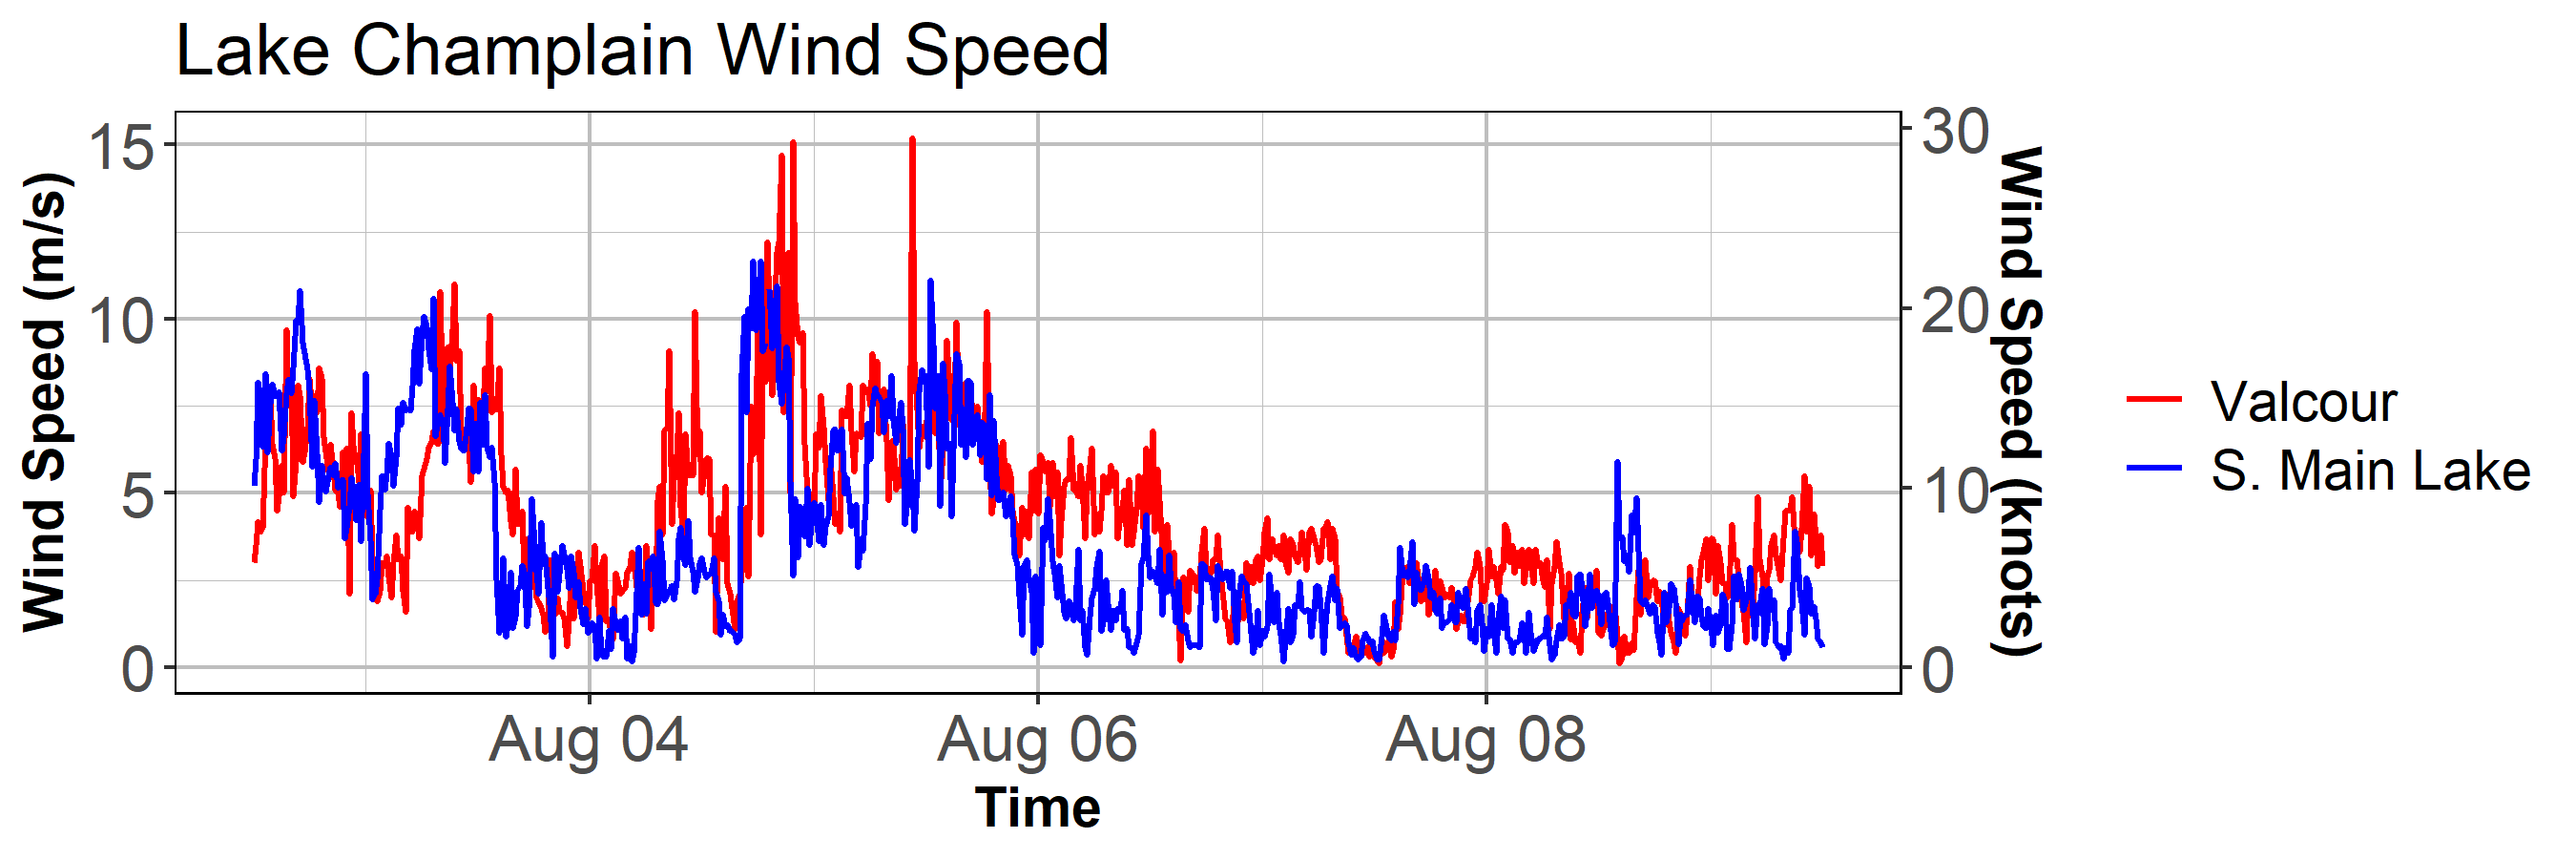 Lake Champlain Wind Speed
Wind Speed (m/s)
15
10
5
0
30
20
10
0
Wind Speed (knots)
Aug 04
Aug 06
Aug 08
Time
Valcour
S. Main Lake